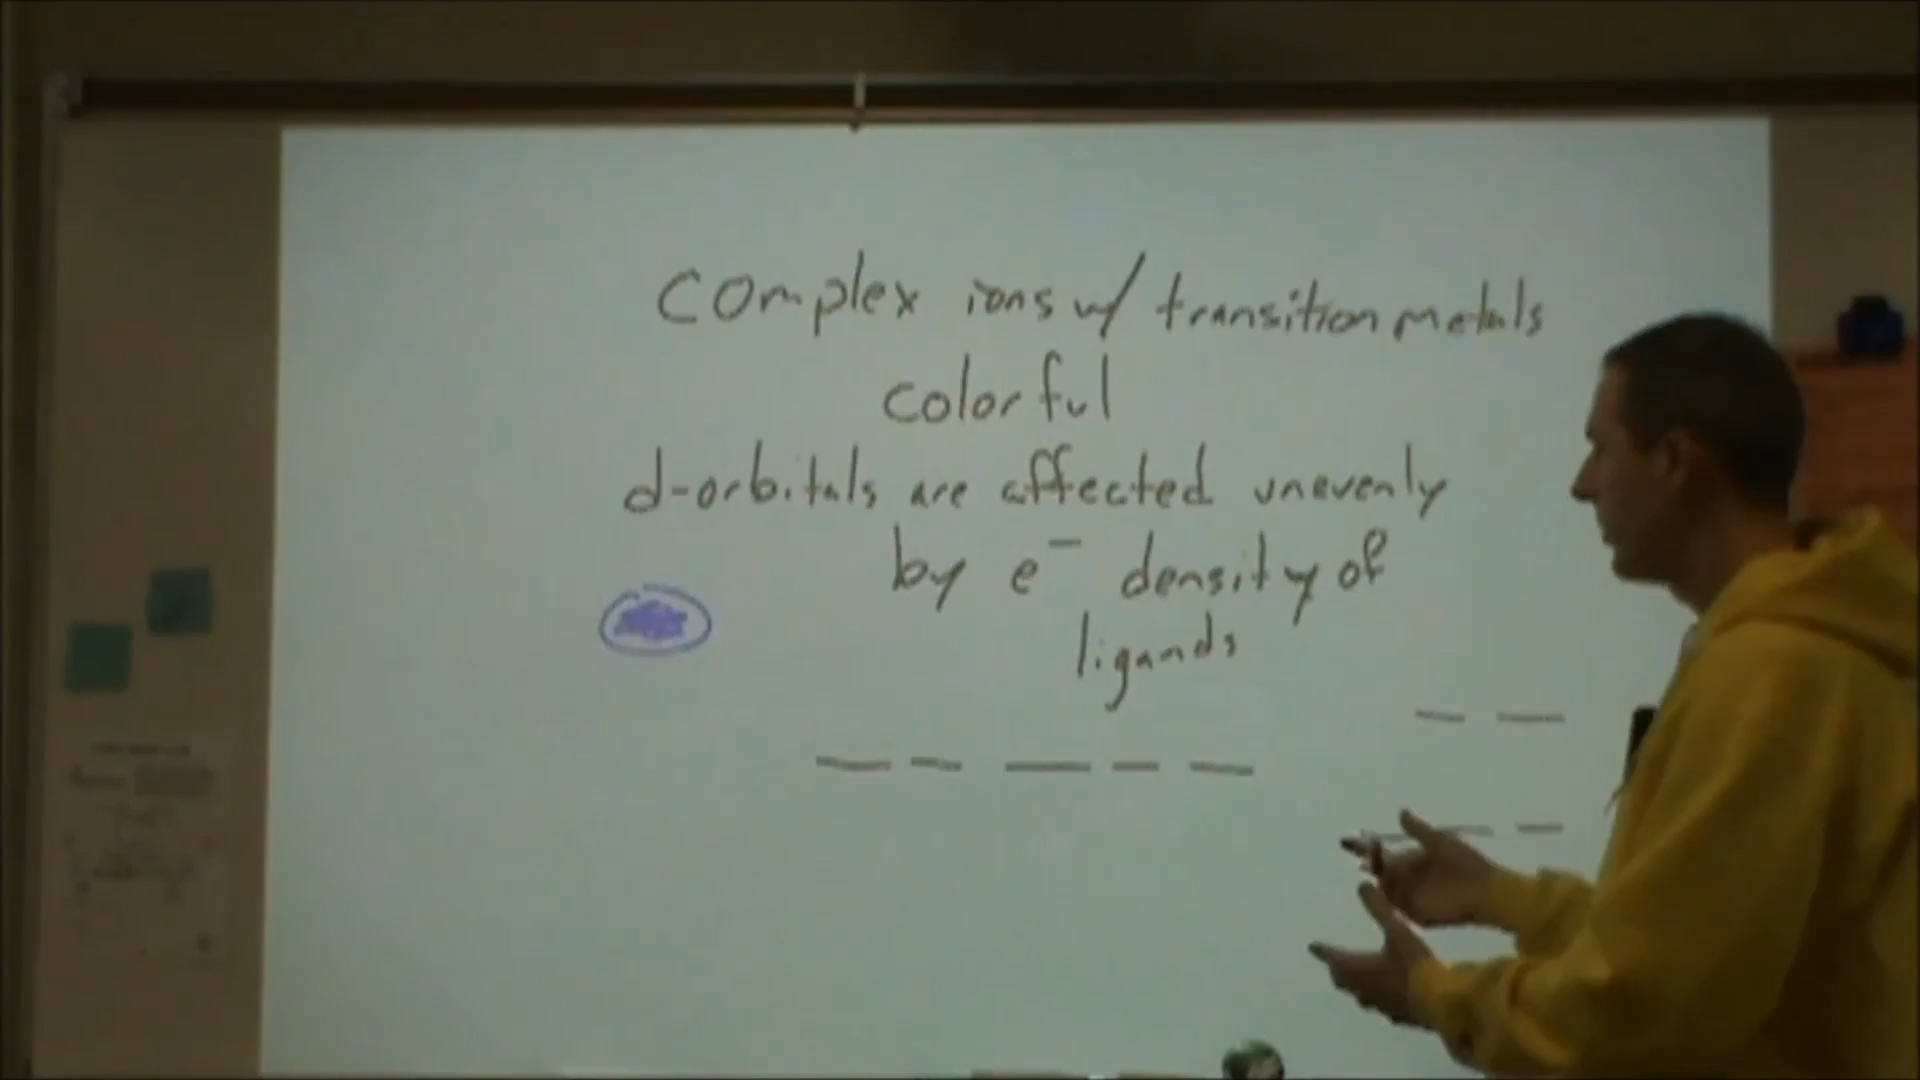 complex ions w/ transition metals
colorful
d-orbitals are affected unevenly
by e⁻ density of
ligands